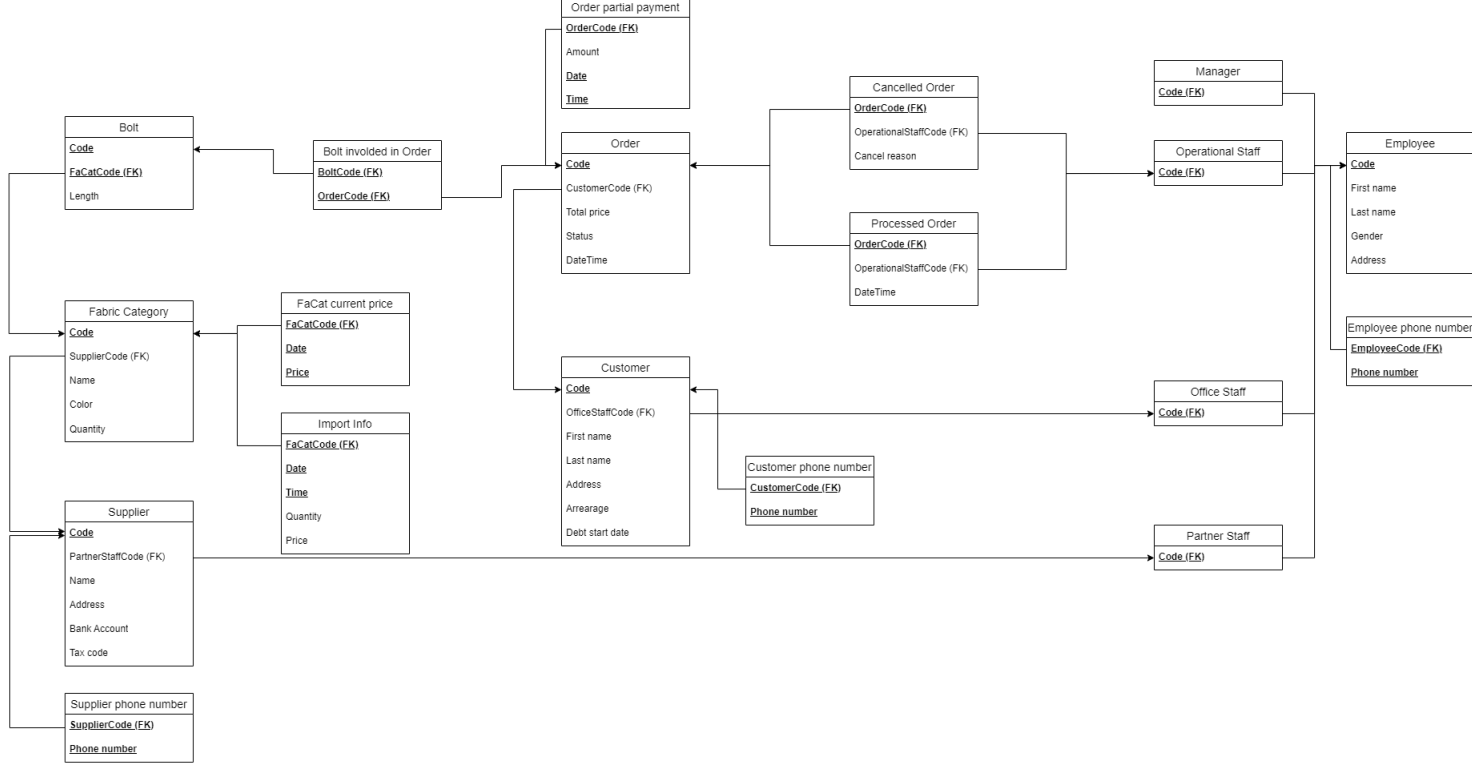 Order partial payment
OrderCode (FK)
Amount
Date
Time
Manager
Code (FK)
Cancelled Order
OrderCode (FK)
OperationalStaffCode (FK)
Cancel reason
Bolt
Code
FaCatCode (FK)
Length
Bolt involded in Order
BoltCode (FK)
OrderCode (FK)
Order
Code
CustomerCode (FK)
Total price
Status
DateTime
Operational Staff
Code (FK)
Employee
Code
First name
Last name
Gender
Address
Processed Order
OrderCode (FK)
OperationalStaffCode (FK)
DateTime
Fabric Category
Code
SupplierCode (FK)
Name
Color
Quantity
FaCat current price
FaCatCode (FK)
Date
Price
Employee phone number
EmployeeCode (FK)
Phone number
Customer
Code
OfficeStaffCode (FK)
First name
Last name
Address
Arrearage
Debt start date
Office Staff
Code (FK)
Import Info
FaCatCode (FK)
Date
Time
Quantity
Price
Customer phone number
CustomerCode (FK)
Phone number
Supplier
Code
PartnerStaffCode (FK)
Name
Address
Bank Account
Tax code
Partner Staff
Code (FK)
Supplier phone number
SupplierCode (FK)
Phone number